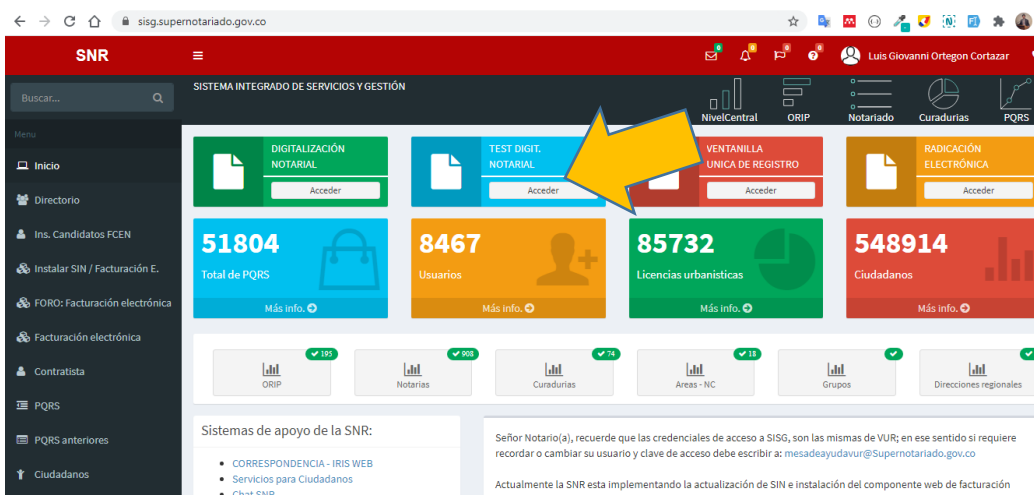 sisg.supernotariado.gov.co
SNR
0
0
0
0
Luis Giovanni Ortegon Cortazar
Buscar...
SISTEMA INTEGRADO DE SERVICIOS Y GESTIÓN
NivelCentral
ORIP
Notariado
Curadurias
PQRS
Menu
Inicio
Directorio
Ins. Candidatos FCEN
Instalar SIN / Facturación E.
FORO: Facturación electrónica
Facturación electrónica
Contratista
PQRS
PQRS anteriores
Ciudadanos
DIGITALIZACIÓN
NOTARIAL
Acceder
TEST DIGIT.
NOTARIAL
Acceder
VENTANILLA
UNICA DE REGISTRO
Acceder
RADICACIÓN
ELECTRÓNICA
Acceder
51804
Total de PQRS
Más info.
8467
Usuarios
Más info.
85732
Licencias urbanisticas
Más info.
548914
Ciudadanos
Más info.
195
ORIP
908
Notarias
74
Curadurias
18
Areas - NC
Grupos
Direcciones regionales
Sistemas de apoyo de la SNR:
CORRESPONDENCIA - IRIS WEB
Servicios para Ciudadanos
Chat SNR
Señor Notario(a), recuerde que las credenciales de acceso a SISG, son las mismas de VUR; en ese sentido si requiere
recordar o cambiar su usuario y clave de acceso debe escribir a: mesadeayudavur@Supernotariado.gov.co
Actualmente la SNR esta implementando la actualización de SIN e instalación del componente web de facturación